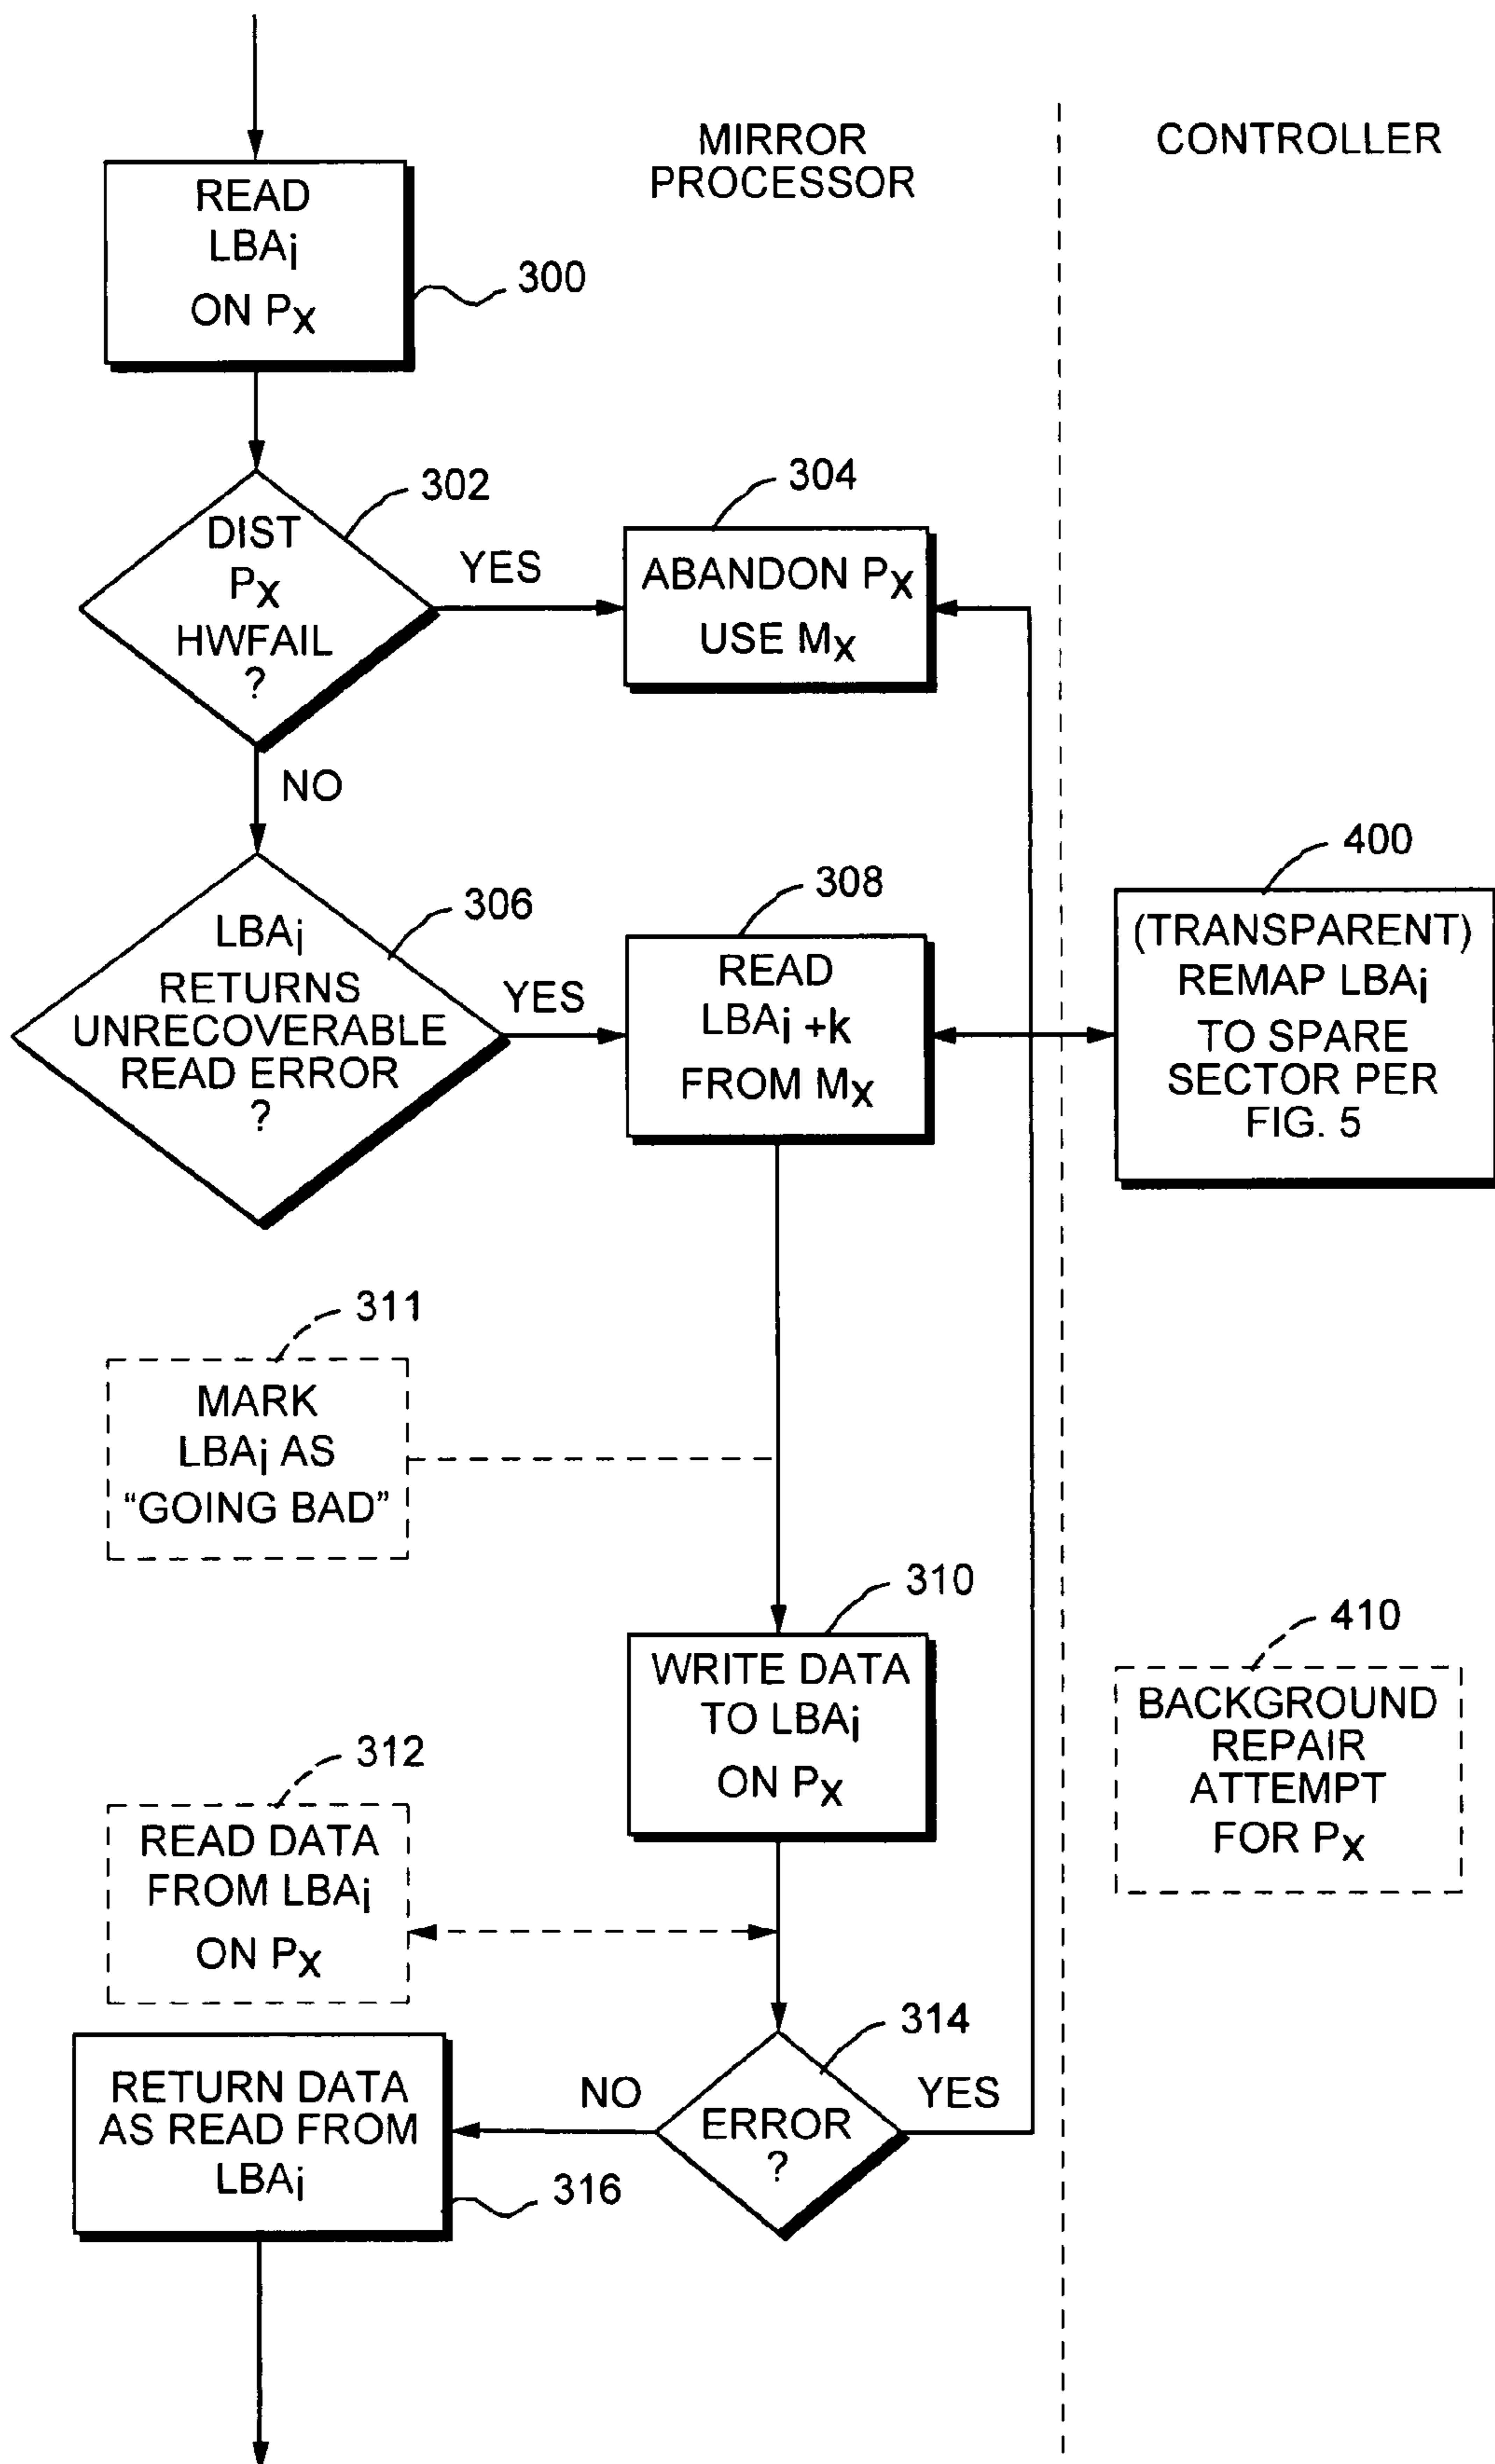 MIRROR
PROCESSOR
CONTROLLER
READ
LBAi
ON PX
300
DIST
PX
HWFAIL
?
302
YES
304
ABANDON PX
USE MX
NO
LBAi
RETURNS
UNRECOVERABLE
READ ERROR
?
306
YES
308
READ
LBAi +k
FROM MX
400
(TRANSPARENT)
REMAP LBAi
TO SPARE
SECTOR PER
FIG. 5
311
MARK
LBAi AS
“GOING BAD”
310
WRITE DATA
TO LBAi
ON PX
410
BACKGROUND
REPAIR
ATTEMPT
FOR PX
312
READ DATA
FROM LBAi
ON PX
314
ERROR
?
NO
YES
RETURN DATA
AS READ FROM
LBAi
316